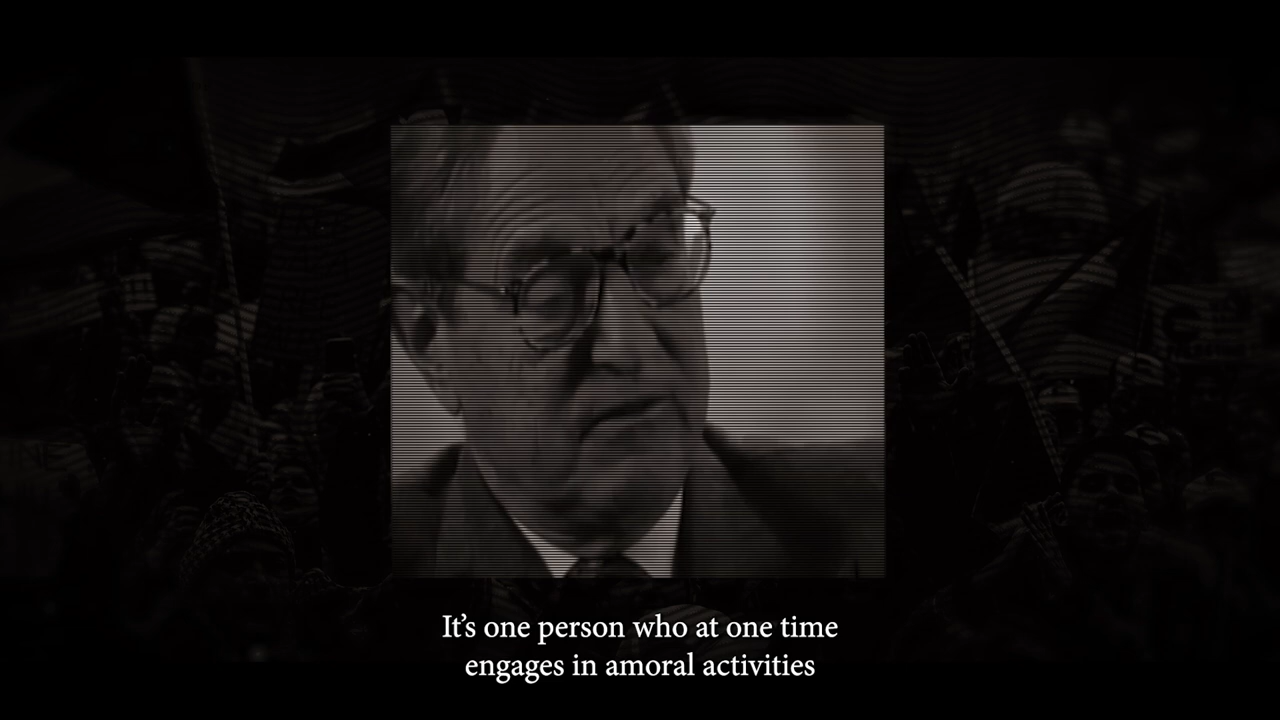 It's one person who at one time
engages in amoral activities